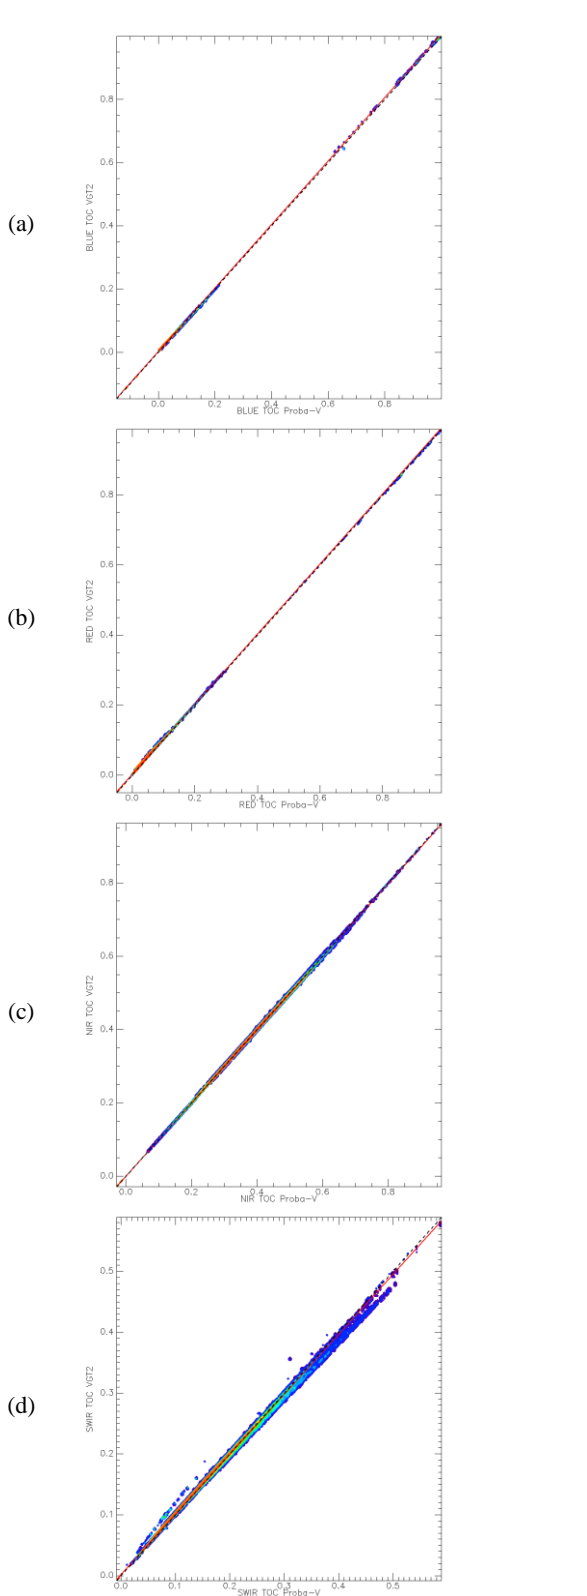 0.8
0.6
(a)
BLUE TOC VGT2
0.4
0.2
0.0
0.0 0.2 0.4 0.6 0.8
BLUE TOC Proba-V
0.8
0.6
(b)
RED TOC VGT2
0.4
0.2
0.0
0.0 0.2 0.4 0.6 0.8
RED TOC Proba-V
0.8
0.6
(c)
NIR TOC VGT2
0.4
0.2
0.0
0.0 0.2 0.4 0.6 0.8
NIR TOC Proba-V
0.5
0.4
0.3
(d)
SWIR TOC VGT2
0.2
0.1
0.0
0.0 0.1 0.2 0.3 0.4 0.5
SWIR TOC Proba-V